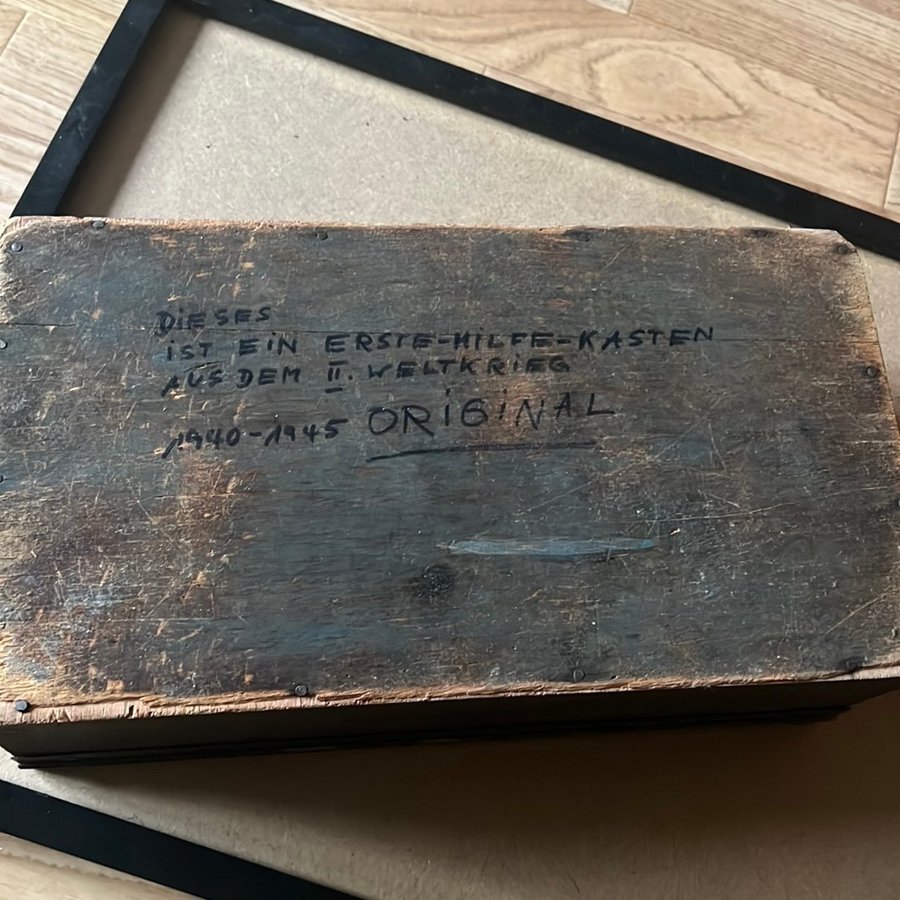 DiESES
iST EiN ERSTE-HiLFE-KASTEN
AUS DEM II. WELTKRiEG
1940-1945 ORiGiNAL